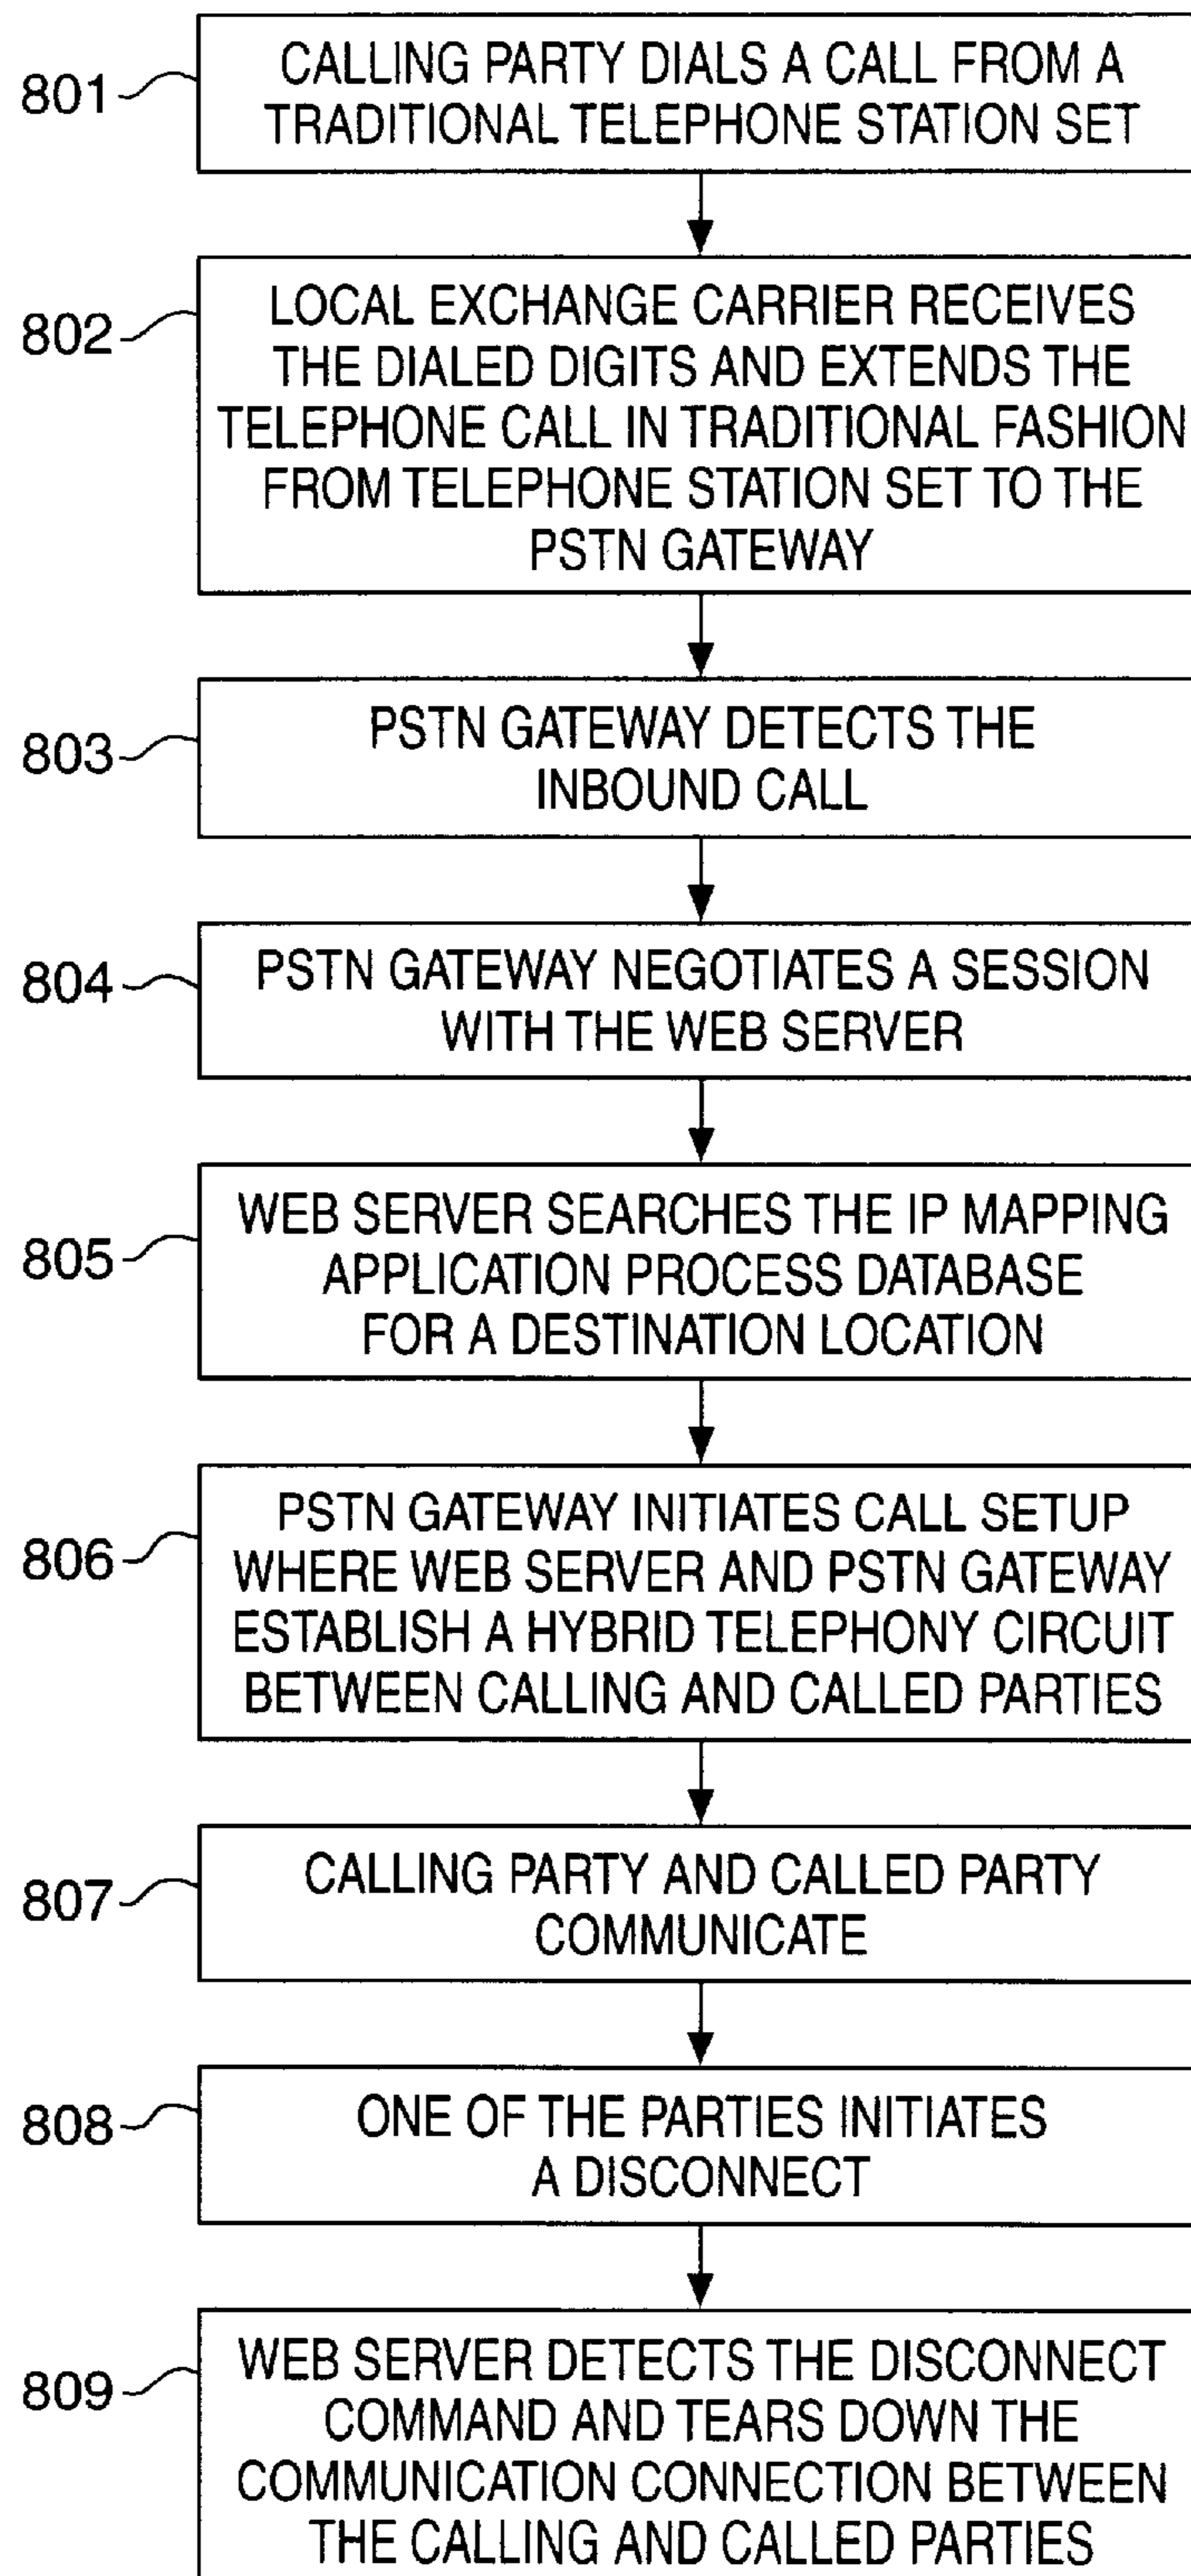 801
CALLING PARTY DIALS A CALL FROM A
TRADITIONAL TELEPHONE STATION SET
802
LOCAL EXCHANGE CARRIER RECEIVES
THE DIALED DIGITS AND EXTENDS THE
TELEPHONE CALL IN TRADITIONAL FASHION
FROM TELEPHONE STATION SET TO THE
PSTN GATEWAY
803
PSTN GATEWAY DETECTS THE
INBOUND CALL
804
PSTN GATEWAY NEGOTIATES A SESSION
WITH THE WEB SERVER
805
WEB SERVER SEARCHES THE IP MAPPING
APPLICATION PROCESS DATABASE
FOR A DESTINATION LOCATION
806
PSTN GATEWAY INITIATES CALL SETUP
WHERE WEB SERVER AND PSTN GATEWAY
ESTABLISH A HYBRID TELEPHONY CIRCUIT
BETWEEN CALLING AND CALLED PARTIES
807
CALLING PARTY AND CALLED PARTY
COMMUNICATE
808
ONE OF THE PARTIES INITIATES
A DISCONNECT
809
WEB SERVER DETECTS THE DISCONNECT
COMMAND AND TEARS DOWN THE
COMMUNICATION CONNECTION BETWEEN
THE CALLING AND CALLED PARTIES